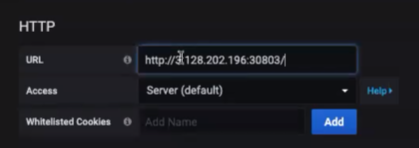 HTTP
URL http://3.128.202.196:30803/
Access Server (default) Help
Whitelisted Cookies Add Name Add